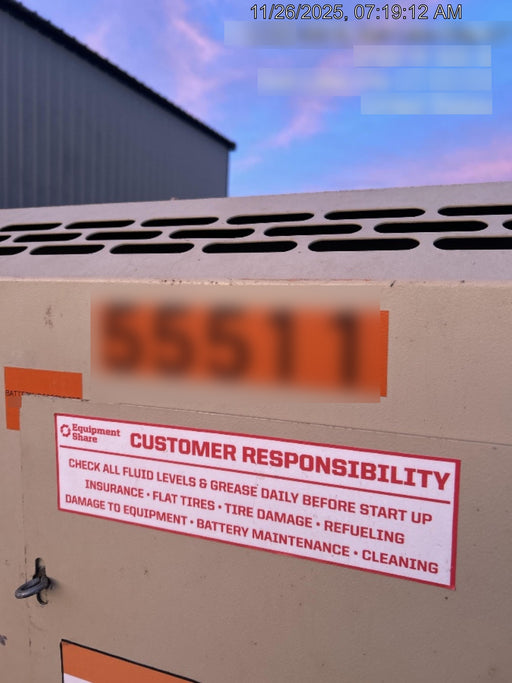 11/26/2025, 07:19:12 AM
Equipment
Share
CUSTOMER RESPONSIBILITY
CHECK ALL FLUID LEVELS & GREASE DAILY BEFORE START UP
INSURANCE • FLAT TIRES • TIRE DAMAGE • REFUELING
DAMAGE TO EQUIPMENT • BATTERY MAINTENANCE • CLEANING